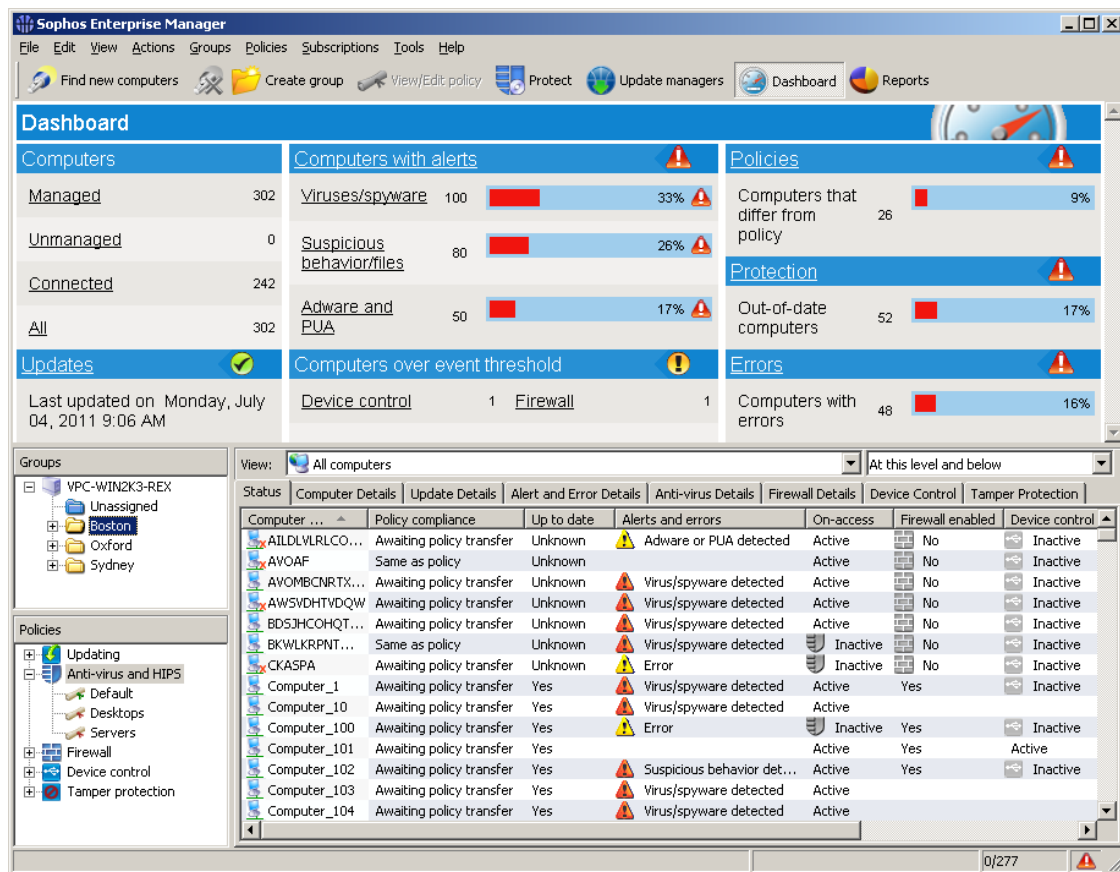 Sophos Enterprise Manager
File Edit View Actions Groups Policies Subscriptions Tools Help
Find new computers Create group View/Edit policy Protect Update managers Dashboard Reports
Dashboard
Computers
Managed 302
Unmanaged 0
Connected 242
All 302
Updates
Last updated on Monday, July
04, 2011 9:06 AM
Computers with alerts
Viruses/spyware 100 33%
Suspicious
behavior/files 80 26%
Adware and
PUA 50 17%
Computers over event threshold
Device control 1 Firewall 1
Policies
Computers that
differ from
policy 26 9%
Protection
Out-of-date
computers 52 17%
Errors
Computers with
errors 48 16%
Groups
VPC-WIN2K3-REX
Unassigned
Boston
Oxford
Sydney
Policies
Updating
Anti-virus and HIPS
Default
Desktops
Servers
Firewall
Device control
Tamper protection
View: All computers At this level and below
Status Computer Details Update Details Alert and Error Details Anti-virus Details Firewall Details Device Control Tamper Protection
Computer ... Policy compliance Up to date Alerts and errors On-access Firewall enabled Device control
AILDLVLRLCO... Awaiting policy transfer Unknown Adware or PUA detected Active No Inactive
AVOAF Same as policy Unknown Active No Inactive
AVOMBCNRTX... Awaiting policy transfer Unknown Virus/spyware detected Active No Inactive
AWSVDHTVDQW Awaiting policy transfer Unknown Virus/spyware detected Active No Inactive
BDSJHCOHQT... Awaiting policy transfer Unknown Virus/spyware detected Active No Inactive
BKWLKRPNT... Same as policy Unknown Virus/spyware detected Inactive No Inactive
CKASPA Awaiting policy transfer Unknown Error Inactive No Inactive
Computer_1 Awaiting policy transfer Yes Virus/spyware detected Active Yes Inactive
Computer_10 Awaiting policy transfer Yes Virus/spyware detected Active
Computer_100 Awaiting policy transfer Yes Error Inactive Yes Inactive
Computer_101 Awaiting policy transfer Yes Active Yes Active
Computer_102 Awaiting policy transfer Yes Suspicious behavior det... Active Yes Inactive
Computer_103 Awaiting policy transfer Yes Virus/spyware detected Active
Computer_104 Awaiting policy transfer Yes Virus/spyware detected Active
0/277